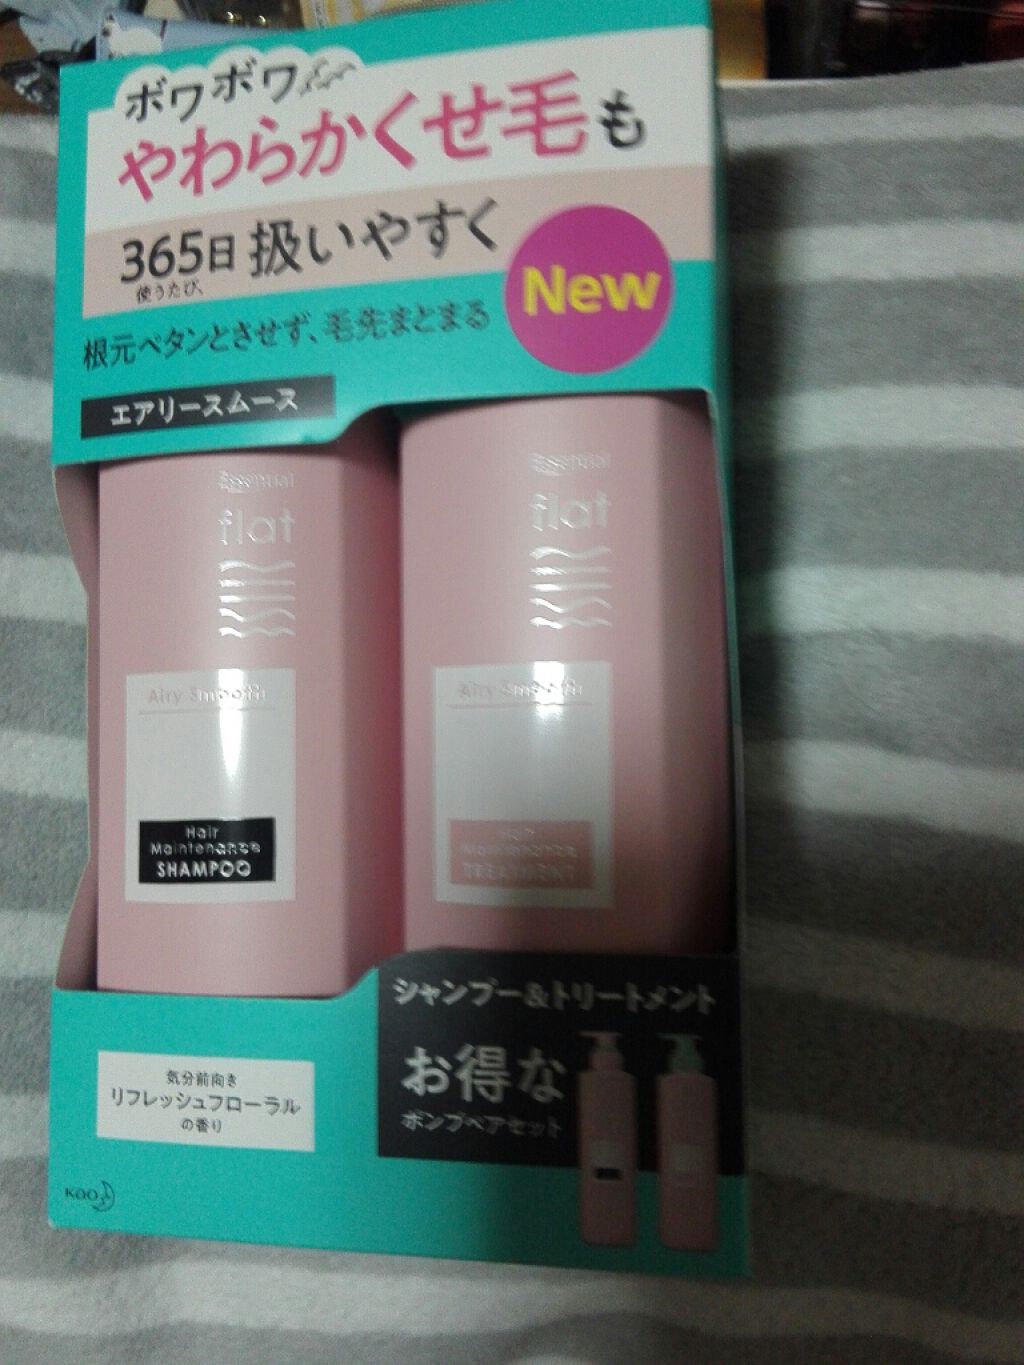 ボワボワ
やわらかくせ毛も
365日 扱いやすく
使うたび、
New
根元ペタンとさせず、毛先まとまる
エアリースムース
Essential
flat
Airy Smooth
Hair
Maintenance
SHAMPOO
Essential
flat
Airy Smooth
Hair
Maintenance
TREATMENT
シャンプー&トリートメント
お得な
ポンプペアセット
気分前向き
リフレッシュフローラル
の香り
KAO